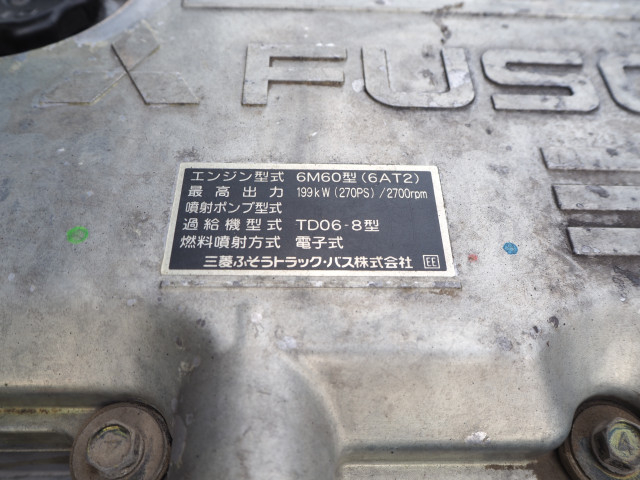 FUSO
エンジン型式 6M60型(6AT2)
最高出力 199kW(270PS)/2700rpm
噴射ポンプ型式
過給機型式 TD06-8型
燃料噴射方式 電子式
三菱ふそうトラック・バス株式会社 EE